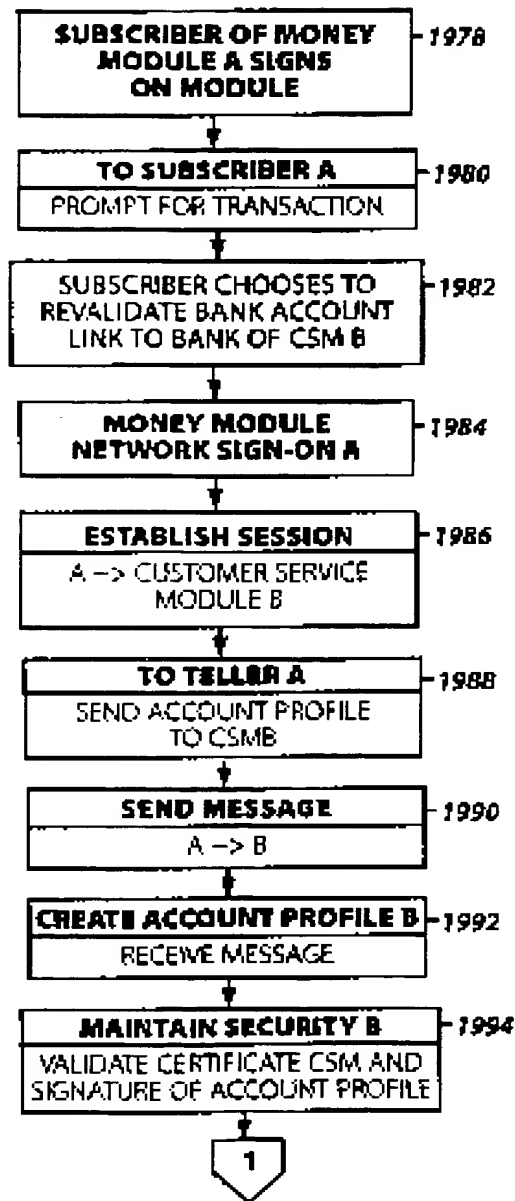 SUBSCRIBER OF MONEY
MODULE A SIGNS
ON MODULE
1978
TO SUBSCRIBER A
1980
PROMPT FOR TRANSACTION
SUBSCRIBER CHOOSES TO
REVALIDATE BANK ACCOUNT
LINK TO BANK OF CSM B
1982
MONEY MODULE
NETWORK SIGN-ON A
1984
ESTABLISH SESSION
1986
A -> CUSTOMER SERVICE
MODULE B
TO TELLER A
1988
SEND ACCOUNT PROFILE
TO CSMB
SEND MESSAGE
1990
A -> B
CREATE ACCOUNT PROFILE B
1992
RECEIVE MESSAGE
MAINTAIN SECURITY B
1994
VALIDATE CERTIFICATE CSM AND
SIGNATURE OF ACCOUNT PROFILE
1